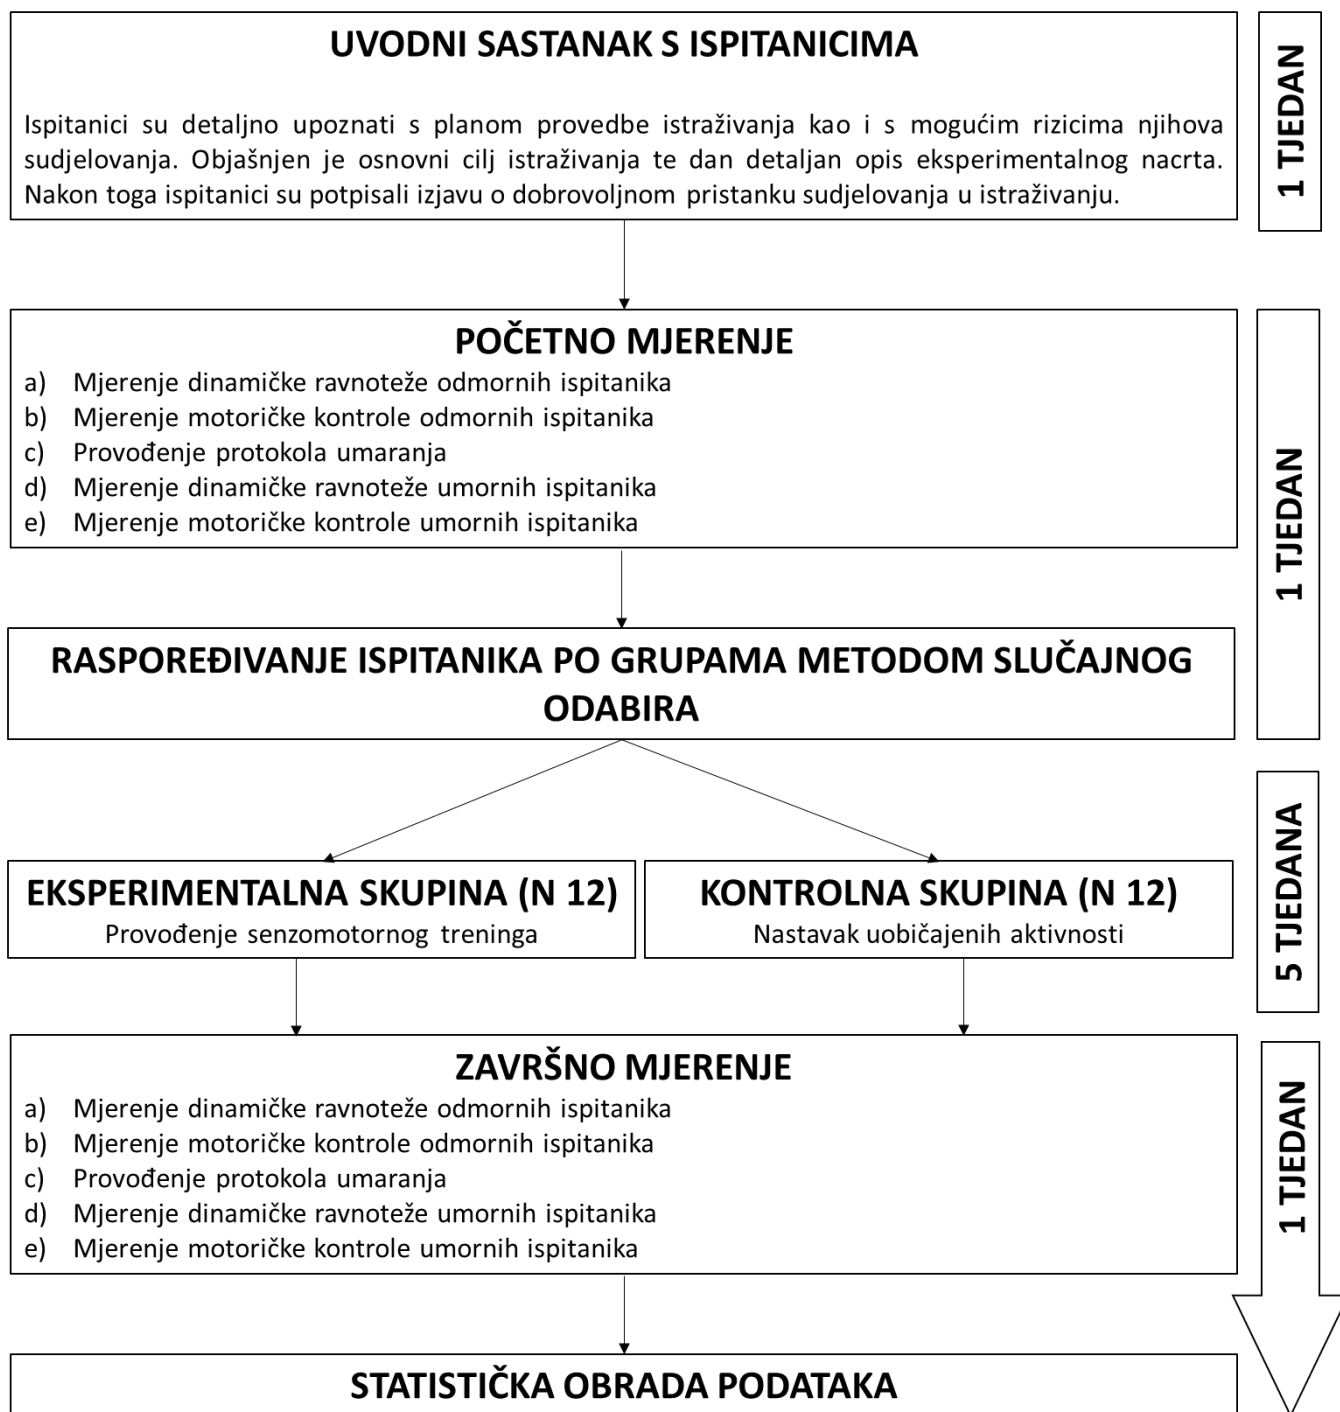 UVODNI SASTANAK S ISPITANICIMA
Ispitanici su detaljno upoznati s planom provedbe istraživanja kao i s mogućim rizicima njihova
sudjelovanja. Objašnjen je osnovni cilj istraživanja te dan detaljan opis eksperimentalnog nacrta.
Nakon toga ispitanici su potpisali izjavu o dobrovoljnom pristanku sudjelovanja u istraživanju.
1 TJEDAN
POČETNO MJERENJE
a) Mjerenje dinamičke ravnoteže odmornih ispitanika
b) Mjerenje motoričke kontrole odmornih ispitanika
c) Provođenje protokola umaranja
d) Mjerenje dinamičke ravnoteže umornih ispitanika
e) Mjerenje motoričke kontrole umornih ispitanika
RASPOREĐIVANJE ISPITANIKA PO GRUPAMA METODOM SLUČAJNOG
ODABIRA
1 TJEDAN
EKSPERIMENTALNA SKUPINA (N 12)
Provođenje senzomotornog treninga
KONTROLNA SKUPINA (N 12)
Nastavak uobičajenih aktivnosti
5 TJEDANA
ZAVRŠNO MJERENJE
a) Mjerenje dinamičke ravnoteže odmornih ispitanika
b) Mjerenje motoričke kontrole odmornih ispitanika
c) Provođenje protokola umaranja
d) Mjerenje dinamičke ravnoteže umornih ispitanika
e) Mjerenje motoričke kontrole umornih ispitanika
1 TJEDAN
STATISTIČKA OBRADA PODATAKA